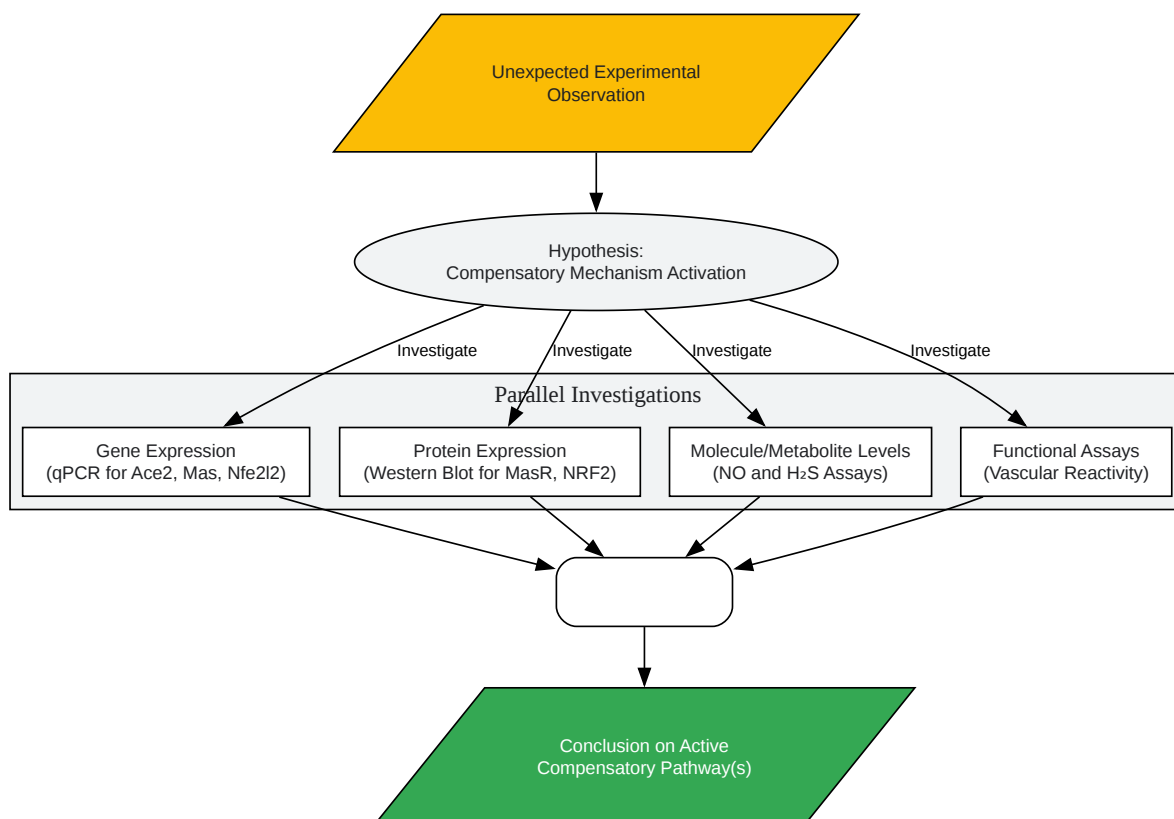 Unexpected Experimental
Observation
Hypothesis:
Compensatory Mechanism Activation
Investigate
Investigate
Investigate
Investigate
Parallel Investigations
Gene Expression
(qPCR for Ace2, Mas, Nfe2l2)
Protein Expression
(Western Blot for MasR, NRF2)
Molecule/Metabolite Levels
(NO and H₂S Assays)
Functional Assays
(Vascular Reactivity)
Conclusion on Active
Compensatory Pathway(s)